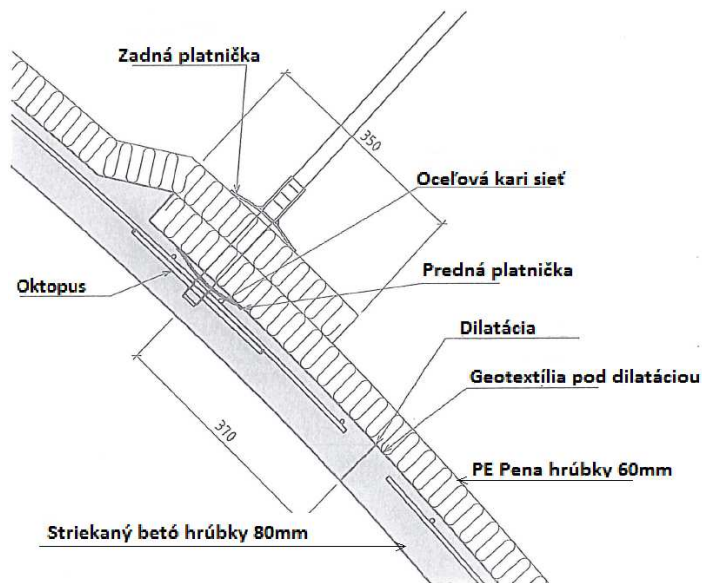 Zadná platnička
350
Oceľová kari sieť
Predná platnička
Oktopus
Dilatácia
Geotextília pod dilatáciou
370
PE Pena hrúbky 60mm
Striekaný betó hrúbky 80mm